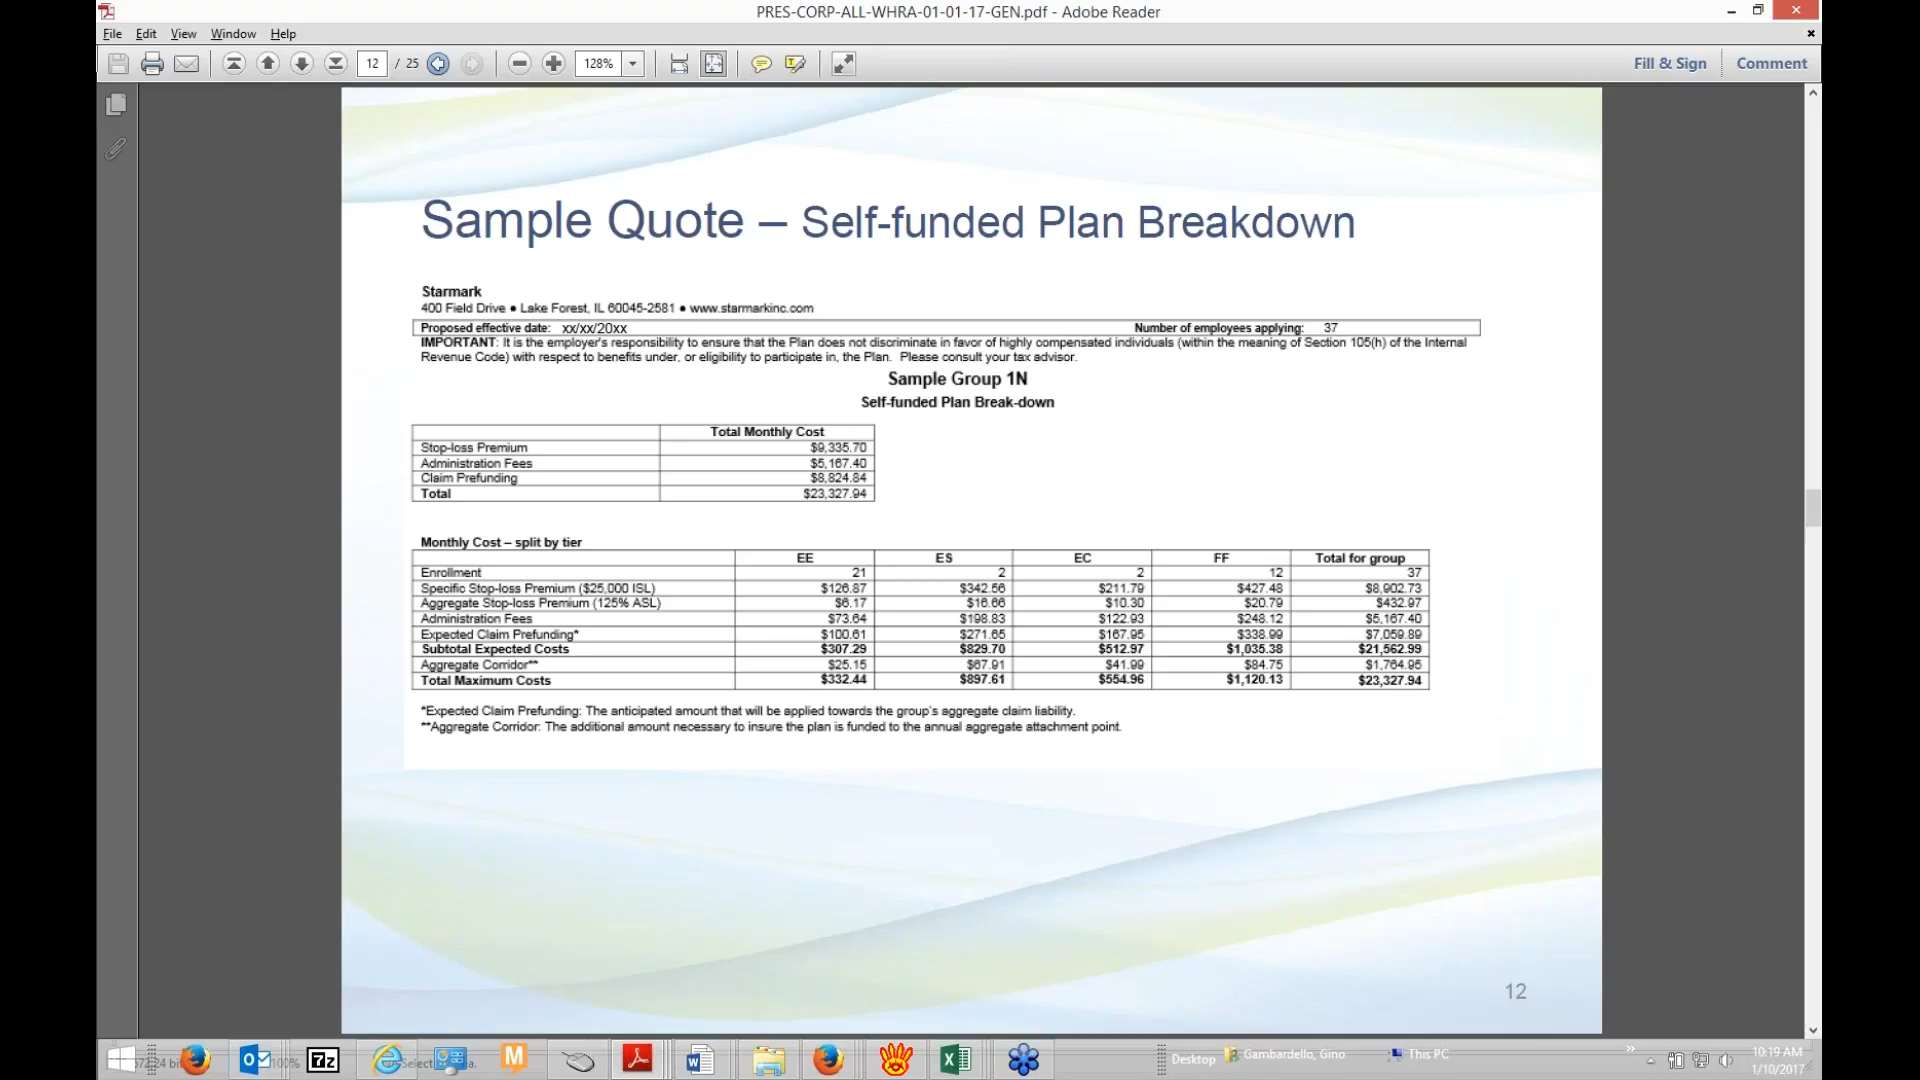 PRES-CORP-ALL-WHRA-01-01-17-GEN.pdf - Adobe Reader
File Edit View Window Help
12 / 25 128% Fill & Sign Comment
Sample Quote – Self-funded Plan Breakdown
Starmark
400 Field Drive ● Lake Forest, IL 60045-2581 ● www.starmarkinc.com
Proposed effective date: xx/xx/20xx Number of employees applying: 37
IMPORTANT: It is the employer's responsibility to ensure that the Plan does not discriminate in favor of highly compensated individuals (within the meaning of Section 105(h) of the Internal
Revenue Code) with respect to benefits under, or eligibility to participate in, the Plan. Please consult your tax advisor.
Sample Group 1N
Self-funded Plan Break-down
Total Monthly Cost
Stop-loss Premium $9,335.70
Administration Fees $5,167.40
Claim Prefunding $8,824.84
Total $23,327.94
Monthly Cost – split by tier
EE ES EC FF Total for group
Enrollment 21 2 2 12 37
Specific Stop-loss Premium ($25,000 ISL) $126.87 $342.56 $211.79 $427.48 $8,902.73
Aggregate Stop-loss Premium (125% ASL) $6.17 $16.66 $10.30 $20.79 $432.97
Administration Fees $73.64 $198.83 $122.93 $248.12 $5,167.40
Expected Claim Prefunding* $100.61 $271.65 $167.95 $338.99 $7,059.89
Subtotal Expected Costs $307.29 $829.70 $512.97 $1,035.38 $21,562.99
Aggregate Corridor** $25.15 $67.91 $41.99 $84.75 $1,764.95
Total Maximum Costs $332.44 $897.61 $554.96 $1,120.13 $23,327.94
*Expected Claim Prefunding: The anticipated amount that will be applied towards the group's aggregate claim liability.
**Aggregate Corridor: The additional amount necessary to insure the plan is funded to the annual aggregate attachment point.
12
Desktop Gambardello, Gino This PC
10:19 AM
1/10/2017